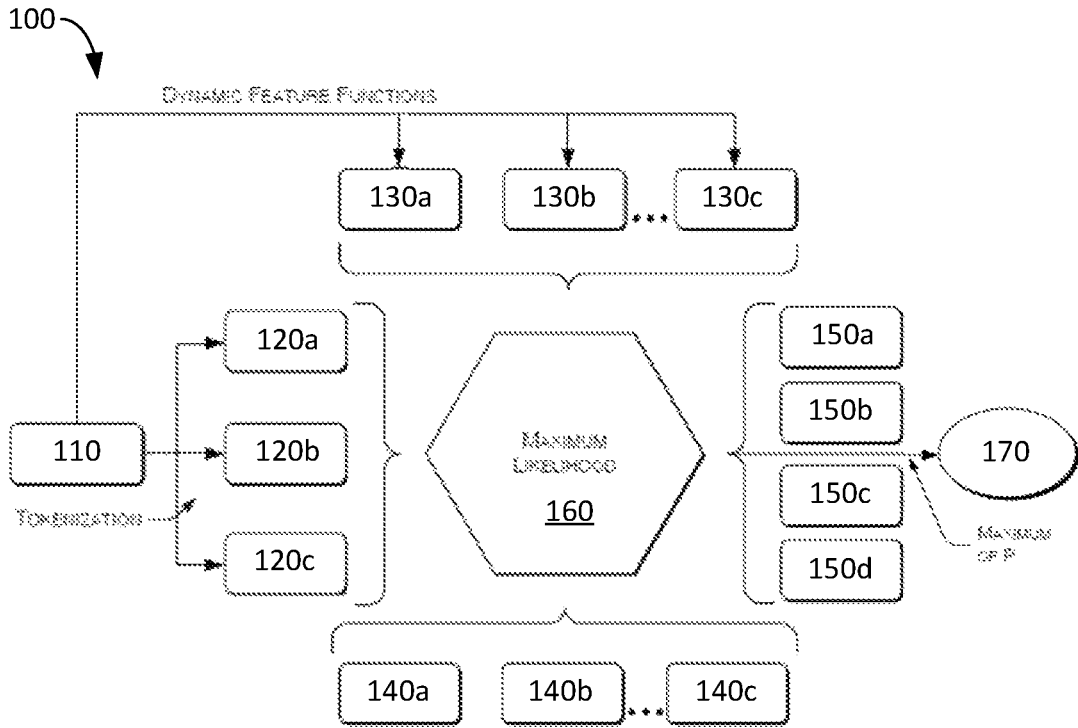 100
DYNAMIC FEATURE FUNCTIONS
130a
130b
130c
120a
150a
150b
110
120b
MAXIMUM
LIKELIHOOD
160
170
TOKENIZATION
150c
MAXIMUM
OF P
120c
150d
140a
140b
140c